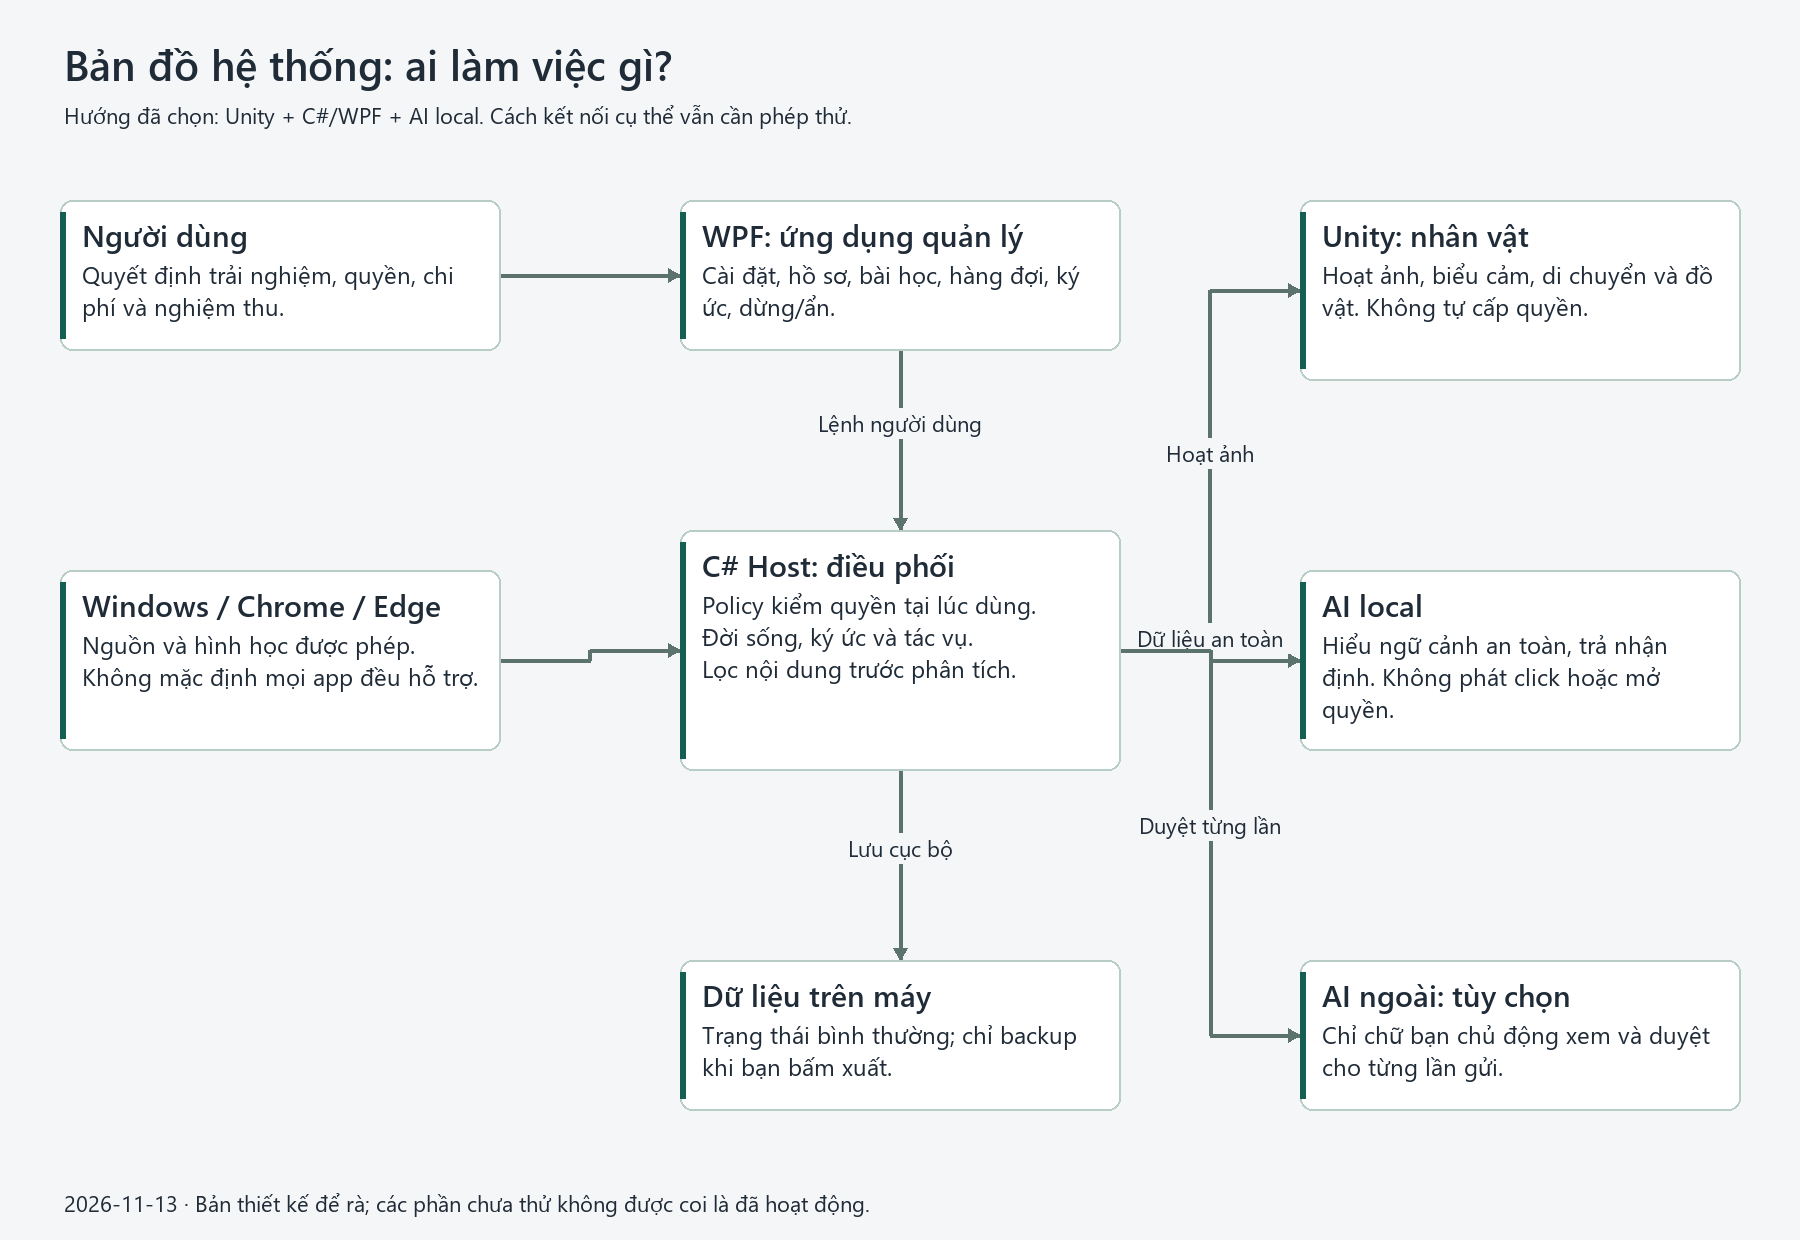 Bản đồ hệ thống: ai làm việc gì?
Hướng đã chọn: Unity + C#/WPF + AI local. Cách kết nối cụ thể vẫn cần phép thử.
Người dùng
Quyết định trải nghiệm, quyền, chi
phí và nghiệm thu.
WPF: ứng dụng quản lý
Cài đặt, hồ sơ, bài học, hàng đợi, ký
ức, dừng/ẩn.
Unity: nhân vật
Hoạt ảnh, biểu cảm, di chuyển và đồ
vật. Không tự cấp quyền.
Lệnh người dùng
Hoạt ảnh
Windows / Chrome / Edge
Nguồn và hình học được phép.
Không mặc định mọi app đều hỗ trợ.
C# Host: điều phối
Policy kiểm quyền tại lúc dùng.
Đời sống, ký ức và tác vụ.
Lọc nội dung trước phân tích.
Dữ liệu an toàn
AI local
Hiểu ngữ cảnh an toàn, trả nhận
định. Không phát click hoặc mở
quyền.
Duyệt từng lần
Lưu cục bộ
Dữ liệu trên máy
Trạng thái bình thường; chỉ backup
khi bạn bấm xuất.
AI ngoài: tùy chọn
Chỉ chữ bạn chủ động xem và duyệt
cho từng lần gửi.
2026-11-13 · Bản thiết kế để rà; các phần chưa thử không được coi là đã hoạt động.